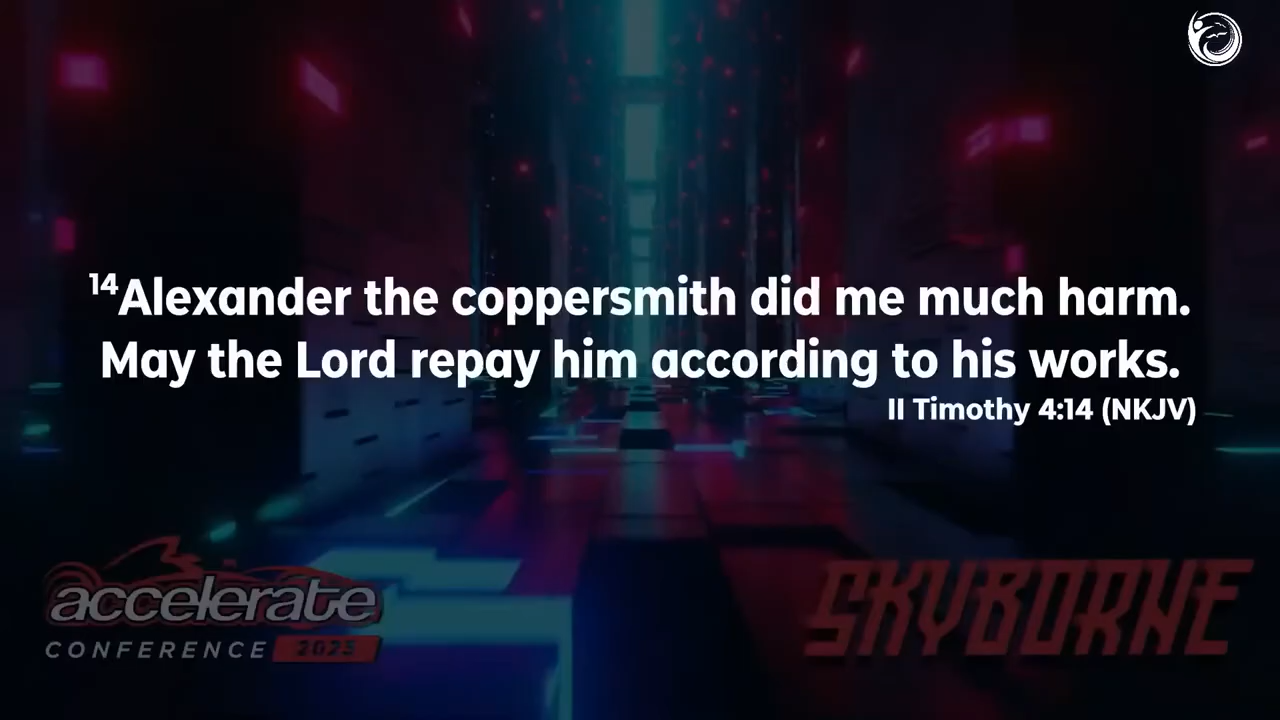 14Alexander the coppersmith did me much harm.
May the Lord repay him according to his works.
II Timothy 4:14 (NKJV)
accelerate
CONFERENCE 2023
SKYBORNE